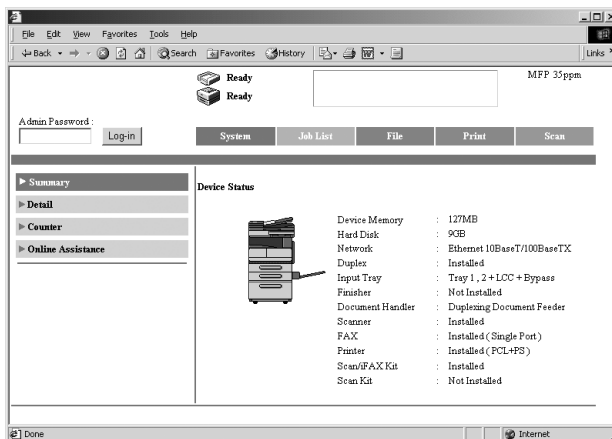 File Edit View Favorites Tools Help
Back Search Favorites History Links
Ready
MFP 35ppm
Ready
Admin Password :
Log-in
System Job List File Print Scan
Summary
Device Status
Detail
Counter
Online Assistance
Device Memory : 127MB
Hard Disk : 9GB
Network : Ethernet 10BaseT/100BaseTX
Duplex : Installed
Input Tray : Tray 1 , 2 + LCC + Bypass
Finisher : Not Installed
Document Handler : Duplexing Document Feeder
Scanner : Installed
FAX : Installed ( Single Port )
Printer : Installed ( PCL+PS )
Scan/iFAX Kit : Installed
Scan Kit : Not Installed
Done Internet